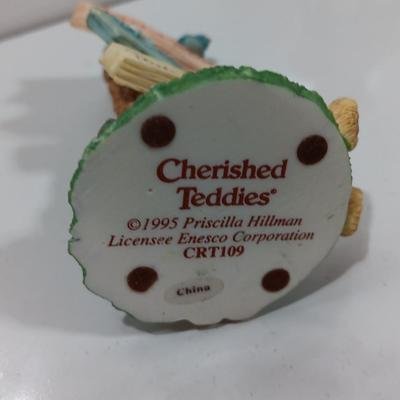 Cherished
Teddies®
©1995 Priscilla Hillman
Licensee Enesco Corporation
CRT109
China